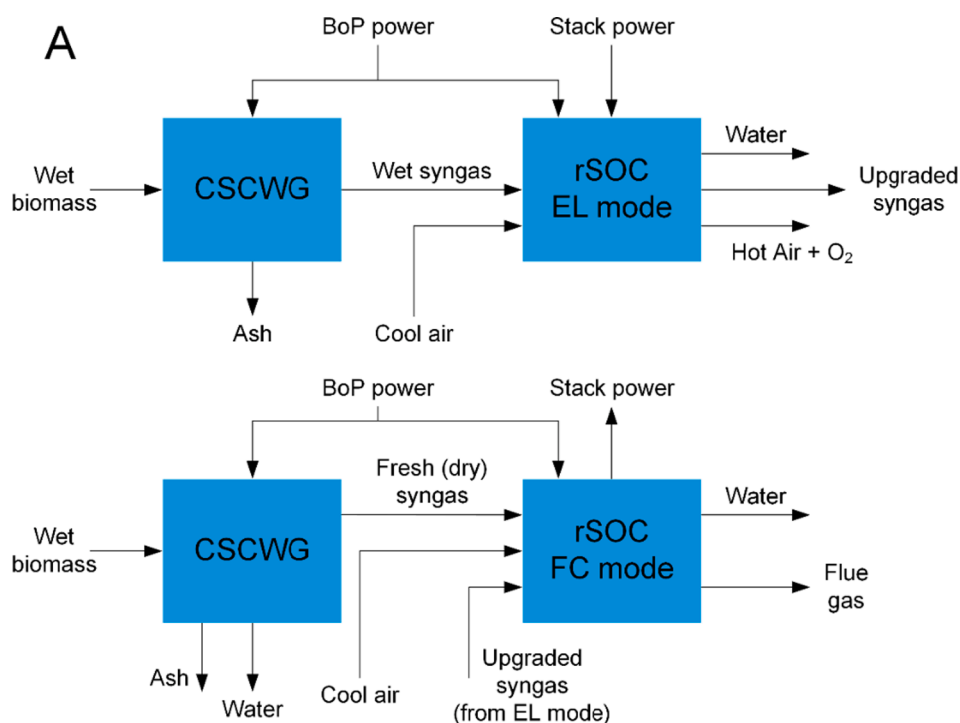 A
BoP power
Stack power
Wet
biomass
CSCWG
Wet syngas
rSOC
EL mode
Water
Upgraded
syngas
Hot Air + O₂
Ash
Cool air
BoP power
Stack power
Fresh (dry)
syngas
Wet
biomass
CSCWG
rSOC
FC mode
Water
Flue
gas
Ash
Water
Cool air
Upgraded
syngas
(from EL mode)